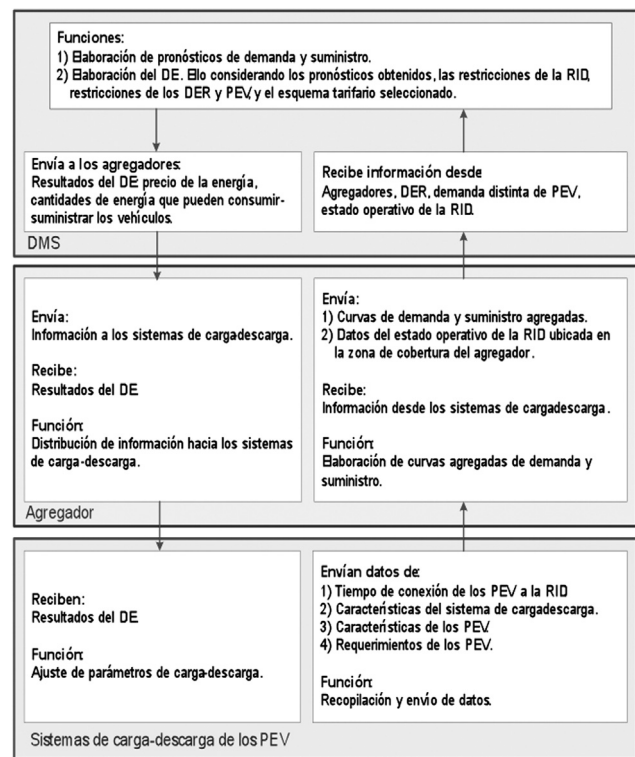 Funciones:
1) Elaboración de pronósticos de demanda y suministro.
2) Elaboración del DE. Ello considerando los pronósticos obtenidos, las restricciones de la RID,
restricciones de los DER y PEV, y el esquema tarifario seleccionado.
Envía a los agregadores:
Resultados del DE: precio de la energía,
cantidades de energía que pueden consumir-
suministrar los vehículos.
DMS
Recibe información desde:
Agregadores, DER, demanda distinta de PEV,
estado operativo de la RID.
Envía:
Información a los sistemas de carga-descarga.
Recibe:
Resultados del DE.
Función:
Distribución de información hacia los sistemas
de carga-descarga.
Agregador
Envía:
1) Curvas de demanda y suministro agregadas.
2) Datos del estado operativo de la RID ubicada en
la zona de cobertura del agregador.
Recibe:
Información desde los sistemas de cargadescarga.
Función:
Elaboración de curvas agregadas de demanda y
suministro.
Reciben:
Resultados del DE.
Función:
Ajuste de parámetros de carga-descarga.
Envían datos de:
1) Tiempo de conexión de los PEV a la RID
2) Características del sistema de cargadescarga.
3) Características de los PEV.
4) Requerimientos de los PEV.
Función:
Recopilación y envío de datos.
Sistemas de carga-descarga de los PEV